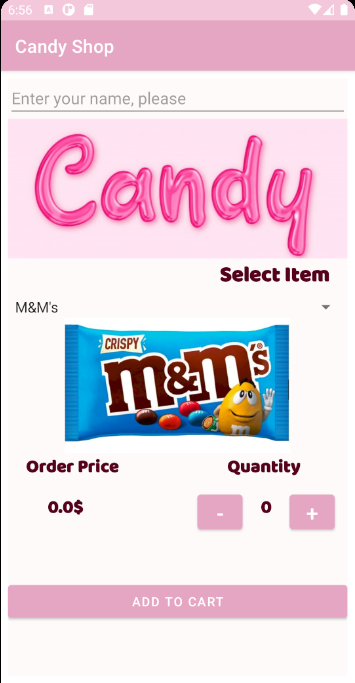 6:56
Candy Shop
Enter your name, please
Candy
Select Item
M&M's
CRISPY
m&m's
Order Price
Quantity
0.0$
-
0
+
ADD TO CART